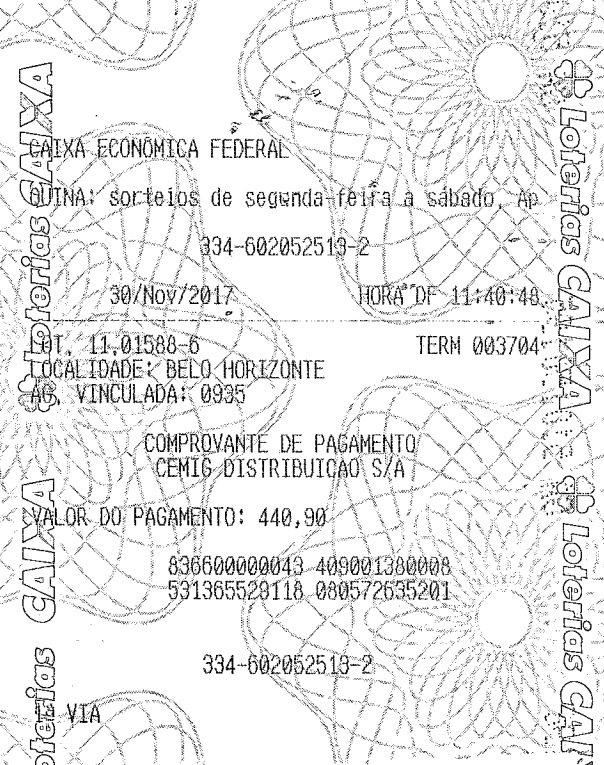 CAIXA ECONÔMICA FEDERAL
QUINA: sorteios de segunda-feira a sábado. Ap
334-602052513-2
30/Nov/2017 HORA DF 11:40:48
LOT. 11.01588-6 TERM 003704
LOCALIDADE: BELO HORIZONTE
AG. VINCULADA: 0935
COMPROVANTE DE PAGAMENTO
CEMIG DISTRIBUICAO S/A
VALOR DO PAGAMENTO: 440,90
836600000043 409001380008
531365529118 080572635201
334-602052513-2
1a VIA
Loterias CAIXA
CAIXA
Loterias
Loterias CAIXA
Loterias CAI